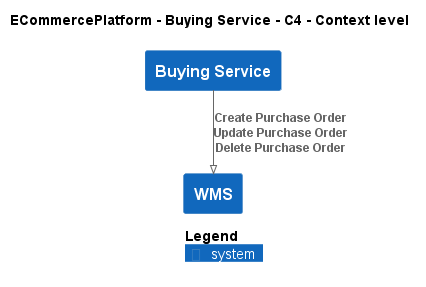 ECommercePlatform - Buying Service - C4 - Context level
Buying Service
Create Purchase Order
Update Purchase Order
Delete Purchase Order
WMS
Legend
system